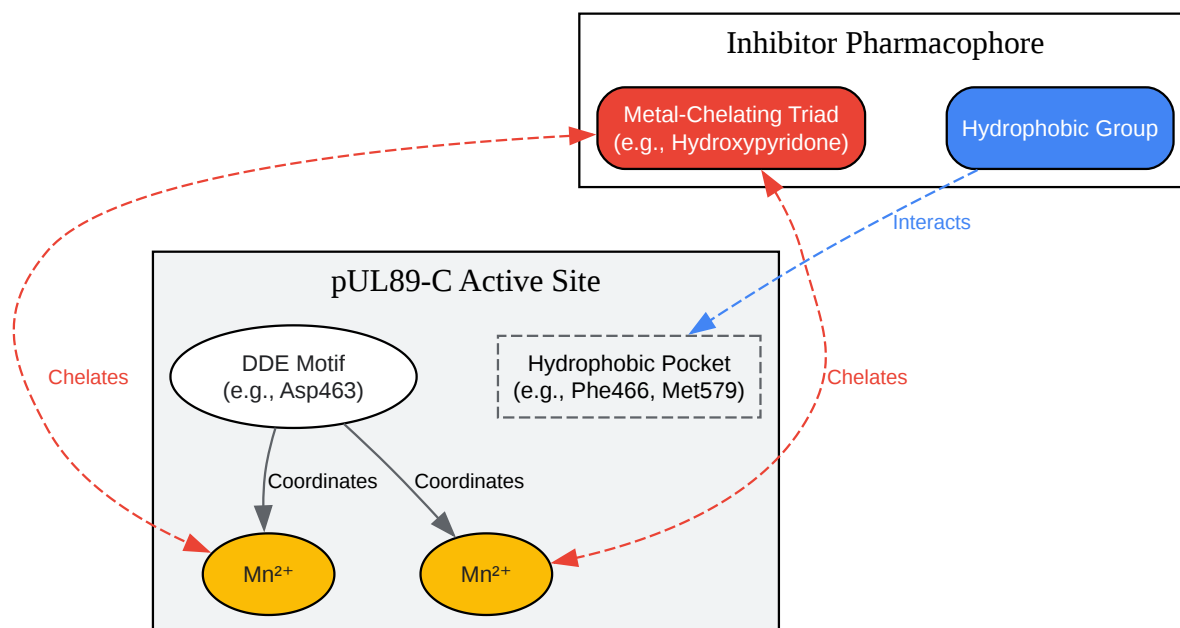 Inhibitor Pharmacophore
Metal-Chelating Triad
(e.g., Hydroxypyridone)
Hydrophobic Group
Interacts
pUL89-C Active Site
DDE Motif
(e.g., Asp463)
Hydrophobic Pocket
(e.g., Phe466, Met579)
Chelates
Chelates
Coordinates
Coordinates
Mn²⁺
Mn²⁺